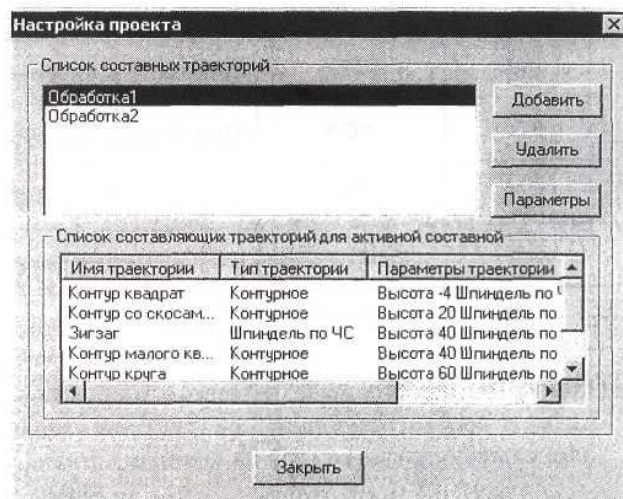 Настройка проекта
Список составных траекторий
Обработка1
Обработка2
Добавить
Удалить
Параметры
Список составляющих траекторий для активной составной
Имя траектории Тип траектории Параметры траектории
Контур квадрат Контурное Высота -4 Шпиндель по
Контур со скосам... Контурное Высота 20 Шпиндель по
Зигзаг Шпиндель по ЧС Высота 40 Шпиндель по
Контур малого кв... Контурное Высота 40 Шпиндель по
Контур круга Контурное Высота 60 Шпиндель по
Закрыть